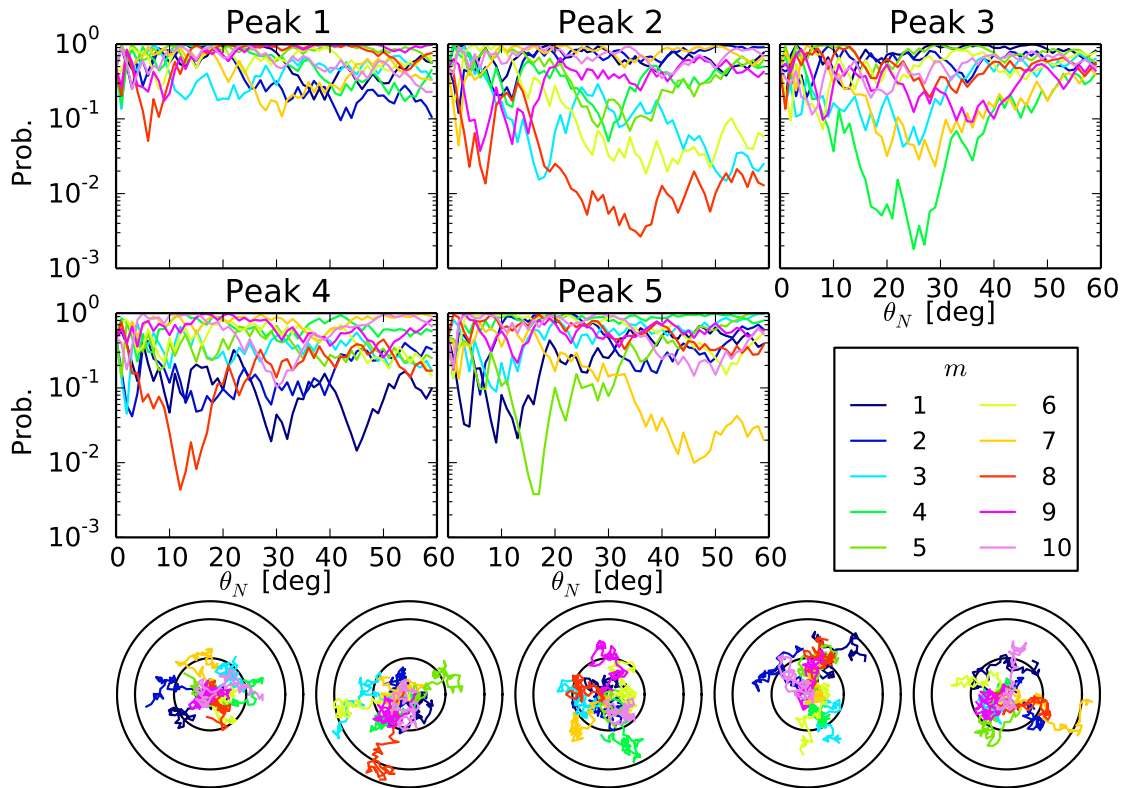 Peak 1 Peak 2 Peak 3
Prob. 10^0 10^{-1} 10^{-2} 10^{-3}
0 10 20 30 40 50 60
θ_N [deg]
Peak 4 Peak 5
Prob. 10^0 10^{-1} 10^{-2} 10^{-3}
0 10 20 30 40 50 60 0 10 20 30 40 50 60
θ_N [deg] θ_N [deg]
m
1 6
2 7
3 8
4 9
5 10